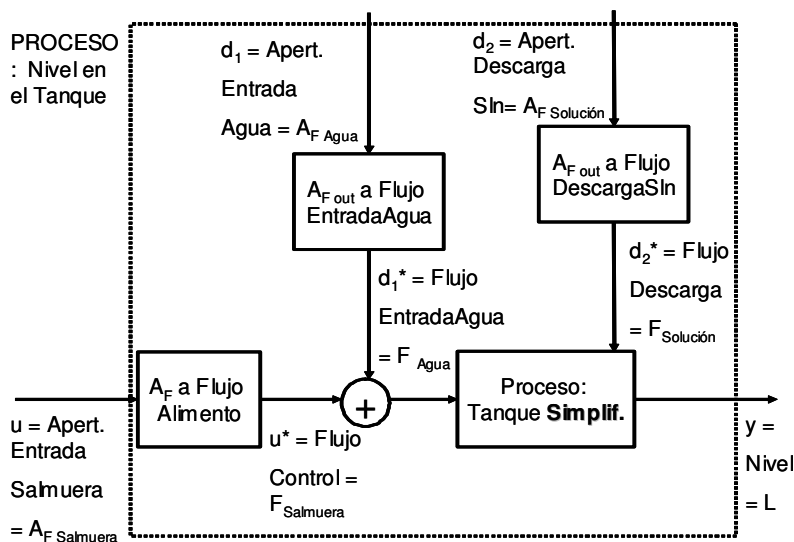 PROCESO
: Nivel en
el Tanque
d1 = Apert.
Entrada
Agua = AF Agua
d2 = Apert.
Descarga
Sln= AF Solución
AF out a Flujo
EntradaAgua
AF out a Flujo
DescargaSln
d1* = Flujo
EntradaAgua
= F Agua
d2* = Flujo
Descarga
= FSolución
AF a Flujo
Alimento
+
Proceso:
Tanque Simplif.
u = Apert.
Entrada
Salmuera
= AF Salmuera
u* = Flujo
Control =
FSalmuera
y =
Nivel
= L